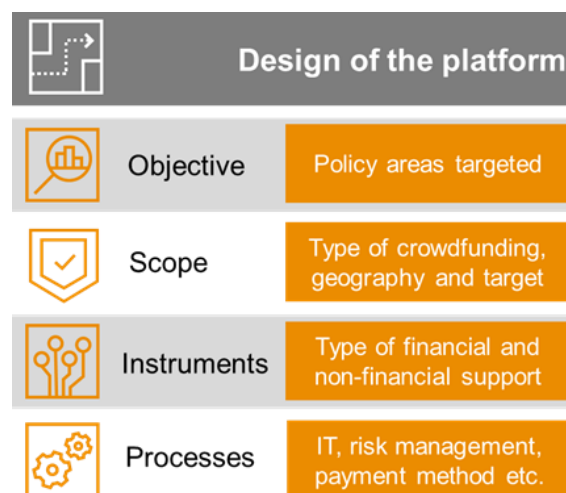 Design of the platform
Objective
Policy areas targeted
Scope
Type of crowdfunding,
geography and target
Instruments
Type of financial and
non-financial support
Processes
IT, risk management,
payment method etc.